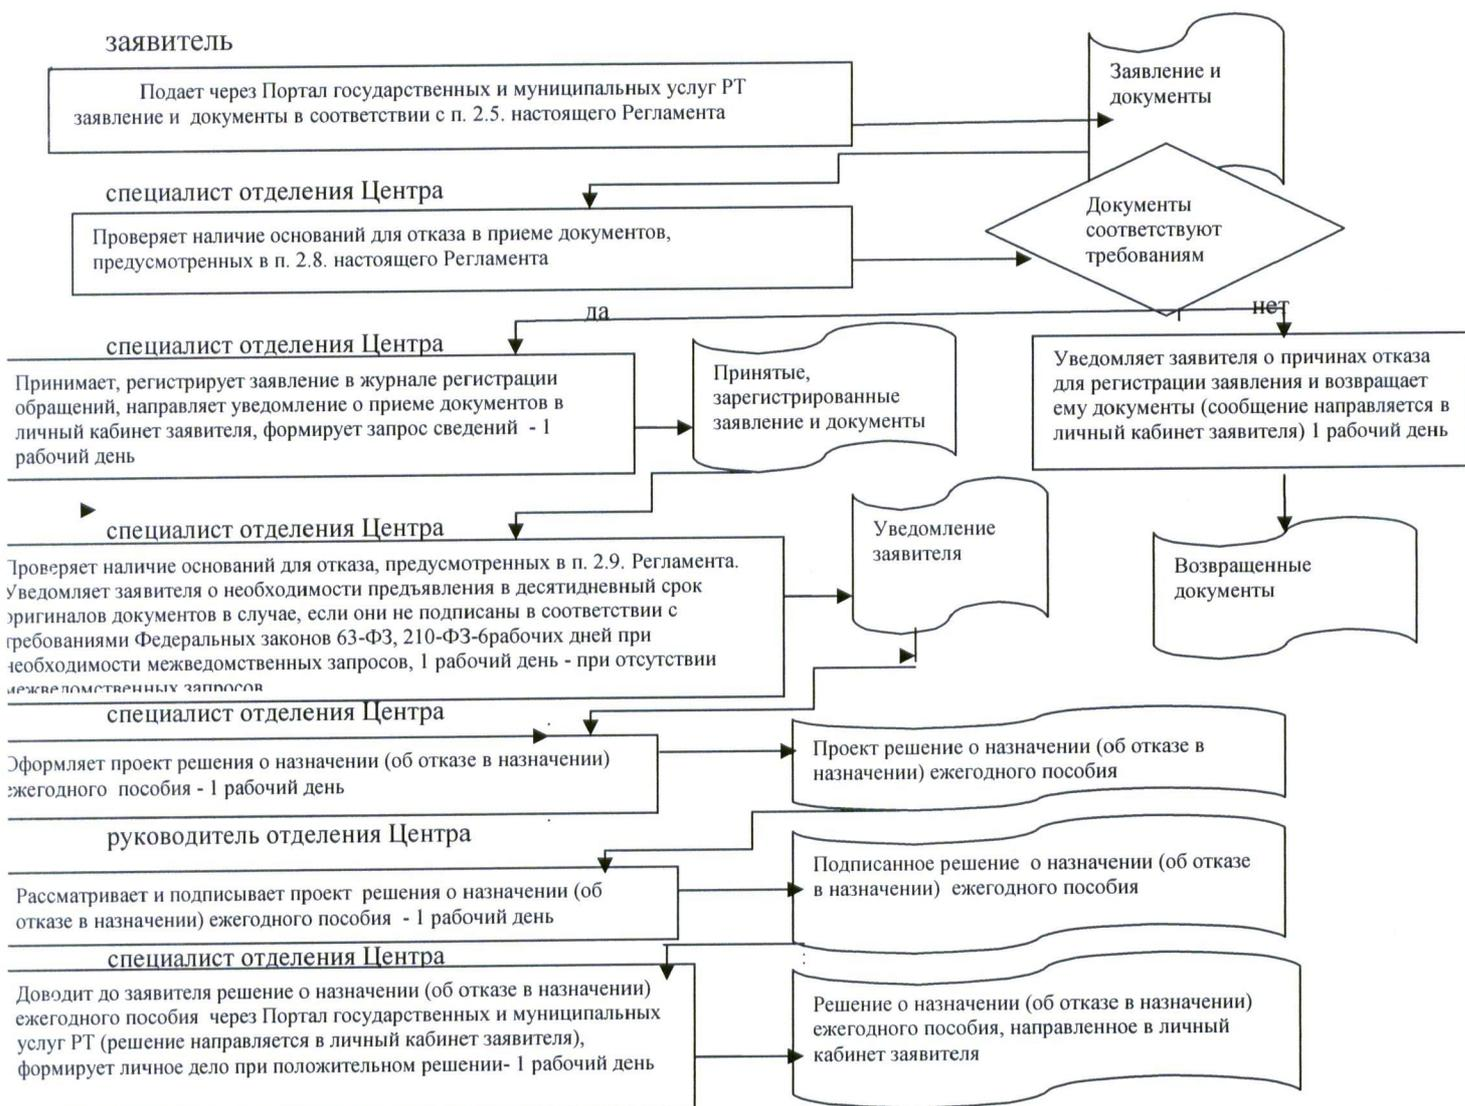 заявитель
Подает через Портал государственных и муниципальных услуг РТ
заявление и документы в соответствии с п. 2.5. настоящего Регламента
Заявление и
документы
специалист отделения Центра
Проверяет наличие оснований для отказа в приеме документов,
предусмотренных в п. 2.8. настоящего Регламента
Документы
соответствуют
требованиям
да
нет
специалист отделения Центра
Принимает, регистрирует заявление в журнале регистрации
обращений, направляет уведомление о приеме документов в
личный кабинет заявителя, формирует запрос сведений - 1
рабочий день
Принятые,
зарегистрированные
заявление и документы
Уведомляет заявителя о причинах отказа
для регистрации заявления и возвращает
ему документы (сообщение направляется в
личный кабинет заявителя) 1 рабочий день
специалист отделения Центра
Проверяет наличие оснований для отказа, предусмотренных в п. 2.9. Регламента.
Уведомляет заявителя о необходимости предъявления в десятидневный срок
оригиналов документов в случае, если они не подписаны в соответствии с
требованиями Федеральных законов 63-ФЗ, 210-ФЗ-6рабочих дней при
необходимости межведомственных запросов, 1 рабочий день - при отсутствии
межведомственных запросов
Уведомление
заявителя
Возвращенные
документы
специалист отделения Центра
Оформляет проект решения о назначении (об отказе в назначении)
ежегодного пособия - 1 рабочий день
Проект решение о назначении (об отказе в
назначении) ежегодного пособия
руководитель отделения Центра
Рассматривает и подписывает проект решения о назначении (об
отказе в назначении) ежегодного пособия - 1 рабочий день
Подписанное решение о назначении (об отказе
в назначении) ежегодного пособия
специалист отделения Центра
Доводит до заявителя решение о назначении (об отказе в назначении)
ежегодного пособия через Портал государственных и муниципальных
услуг РТ (решение направляется в личный кабинет заявителя),
формирует личное дело при положительном решении- 1 рабочий день
Решение о назначении (об отказе в назначении)
ежегодного пособия, направленное в личный
кабинет заявителя